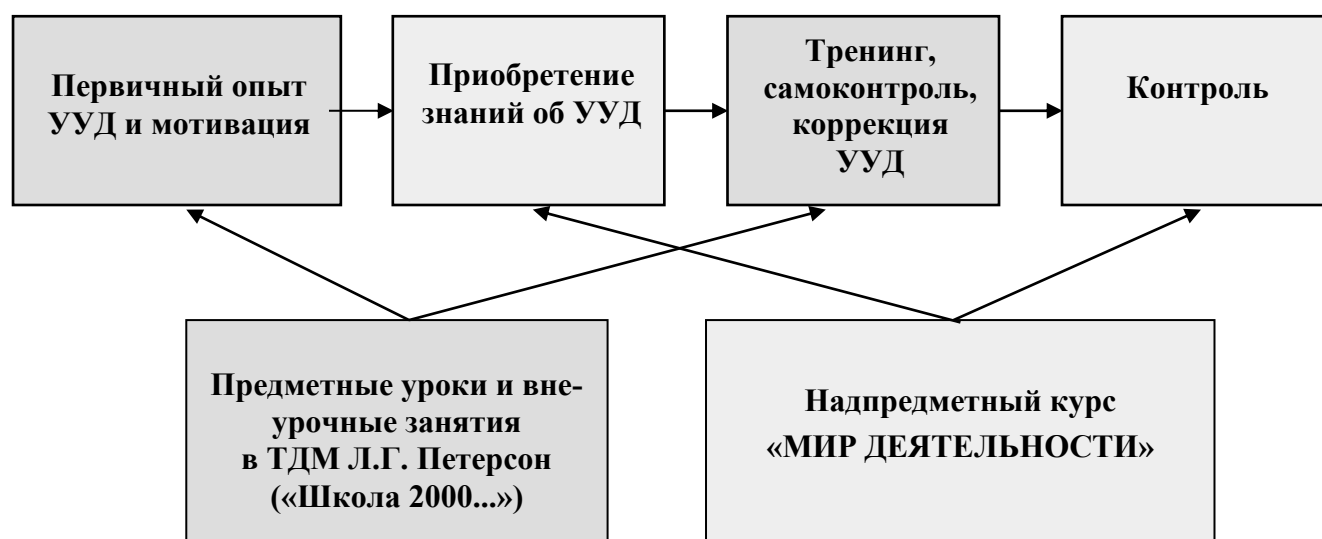 Первичный опыт
УУД и мотивация
Приобретение
знаний об УУД
Тренинг,
самоконтроль,
коррекция
УУД
Контроль
Предметные уроки и вне-
урочные занятия
в ТДМ Л.Г. Петерсон
(«Школа 2000...»)
Надпредметный курс
«МИР ДЕЯТЕЛЬНОСТИ»